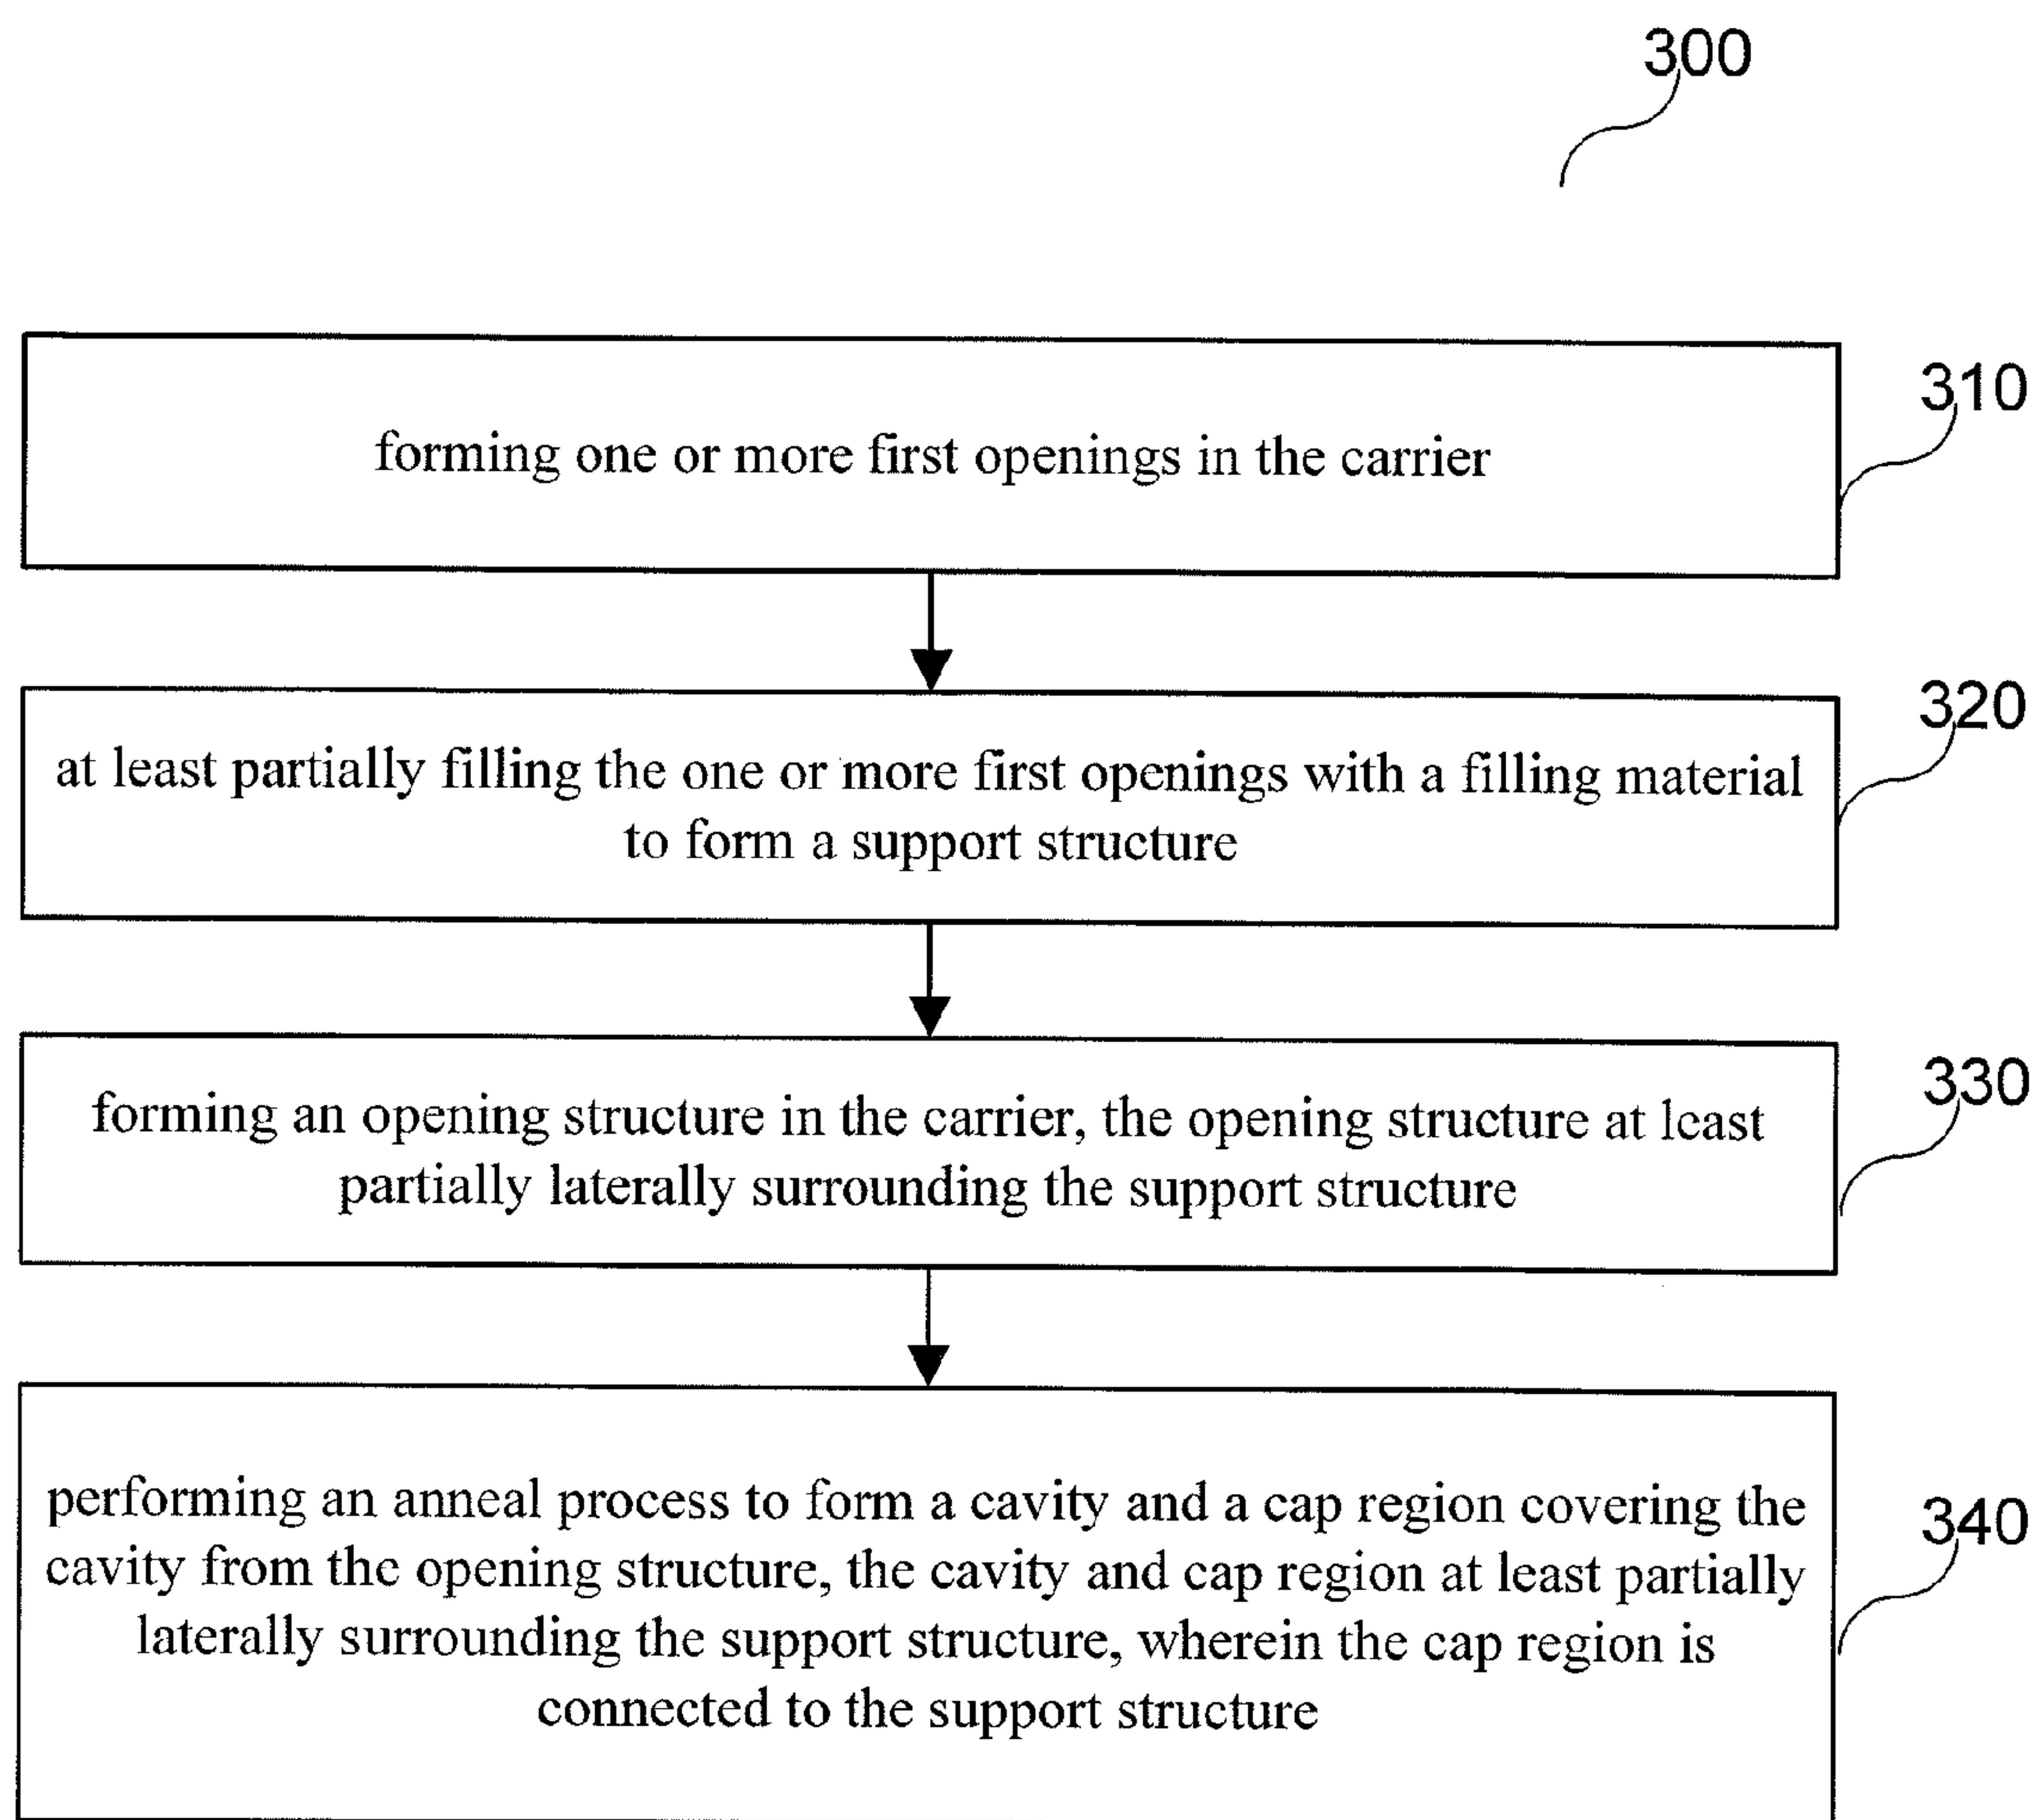 300
310
forming one or more first openings in the carrier
320
at least partially filling the one or more first openings with a filling material
to form a support structure
330
forming an opening structure in the carrier, the opening structure at least
partially laterally surrounding the support structure
340
performing an anneal process to form a cavity and a cap region covering the
cavity from the opening structure, the cavity and cap region at least partially
laterally surrounding the support structure, wherein the cap region is
connected to the support structure